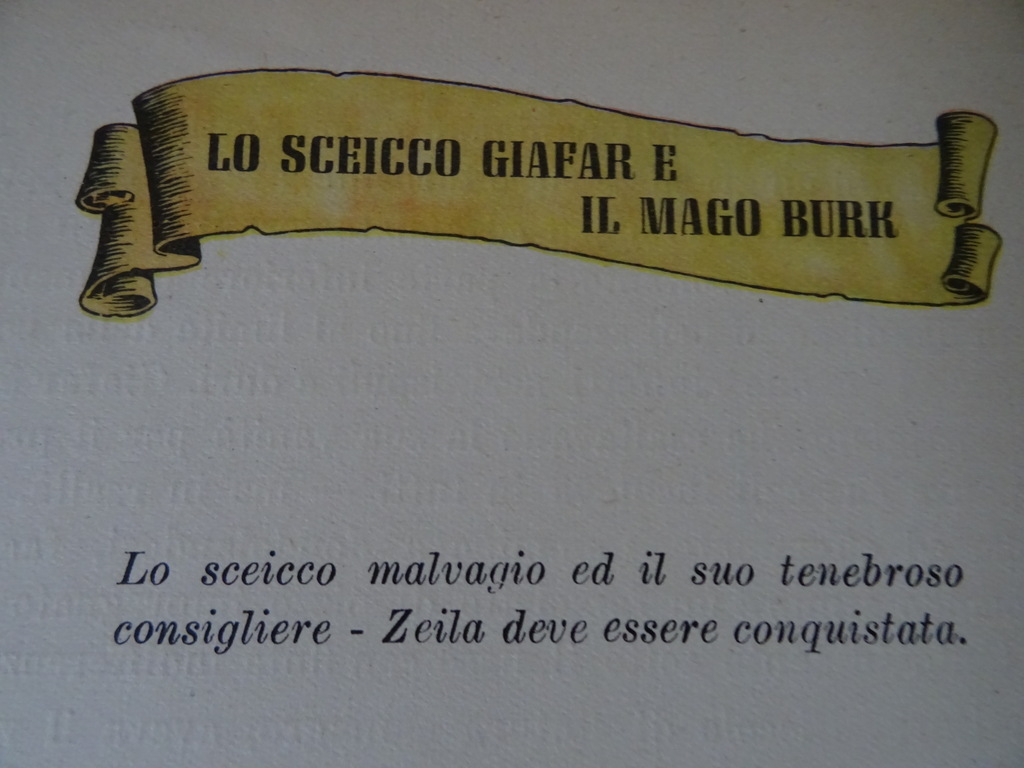 LO SCEICCO GIAFAR E
IL MAGO BURK
Lo sceicco malvagio ed il suo tenebroso
consigliere - Zeila deve essere conquistata.